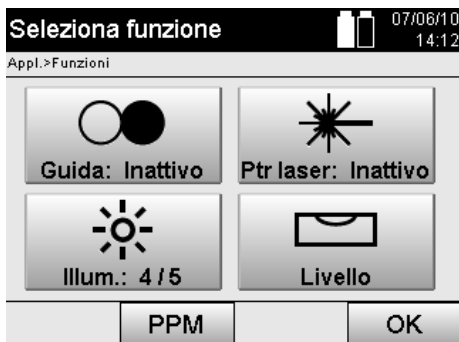 Seleziona funzione
07/06/10
14:12
Appl.>Funzioni
Guida: Inattivo
Ptr laser: Inattivo
Illum.: 4/5
Livello
PPM
OK